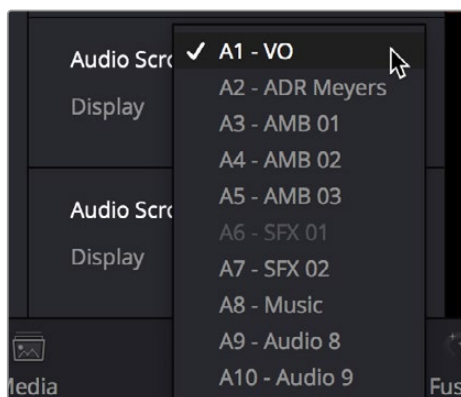 Audio Scro
✓ A1 - VO
A2 - ADR Meyers
Display
A3 - AMB 01
A4 - AMB 02
A5 - AMB 03
Audio Scro
A6 - SFX 01
Display
A7 - SFX 02
A8 - Music
A9 - Audio 8
A10 - Audio 9
Media
Fus